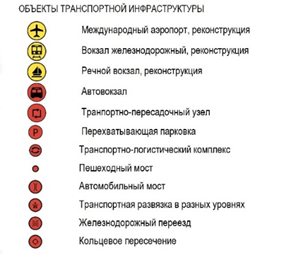 ОБЪЕКТЫ ТРАНСПОРТНОЙ ИНФРАСТРУКТУРЫ
Международный аэропорт, реконструкция
Вокзал железнодорожный, реконструкция
Речной вокзал, реконструкция
Автовокзал
Транпортно-пересадочный узел
Р Перехватывающая парковка
Транспортно-логистический комплекс
Пешеходный мост
Автомобильный мост
Транспортная развязка в разных уровнях
Железнодорожный переезд
Кольцевое пересечение